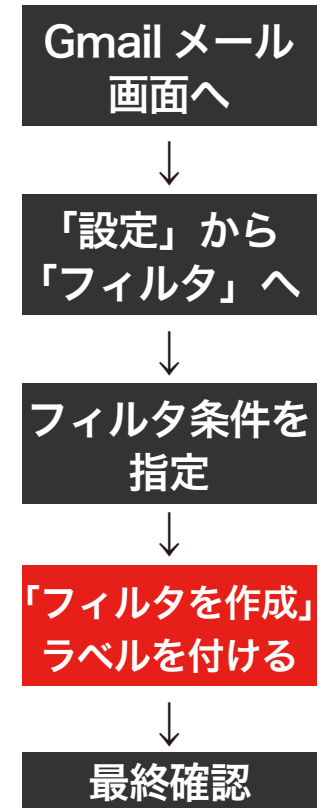 Gmail メール
画面へ
↓
「設定」から
「フィルタ」へ
↓
フィルタ条件を
指定
↓
「フィルタを作成」
ラベルを付ける
↓
最終確認